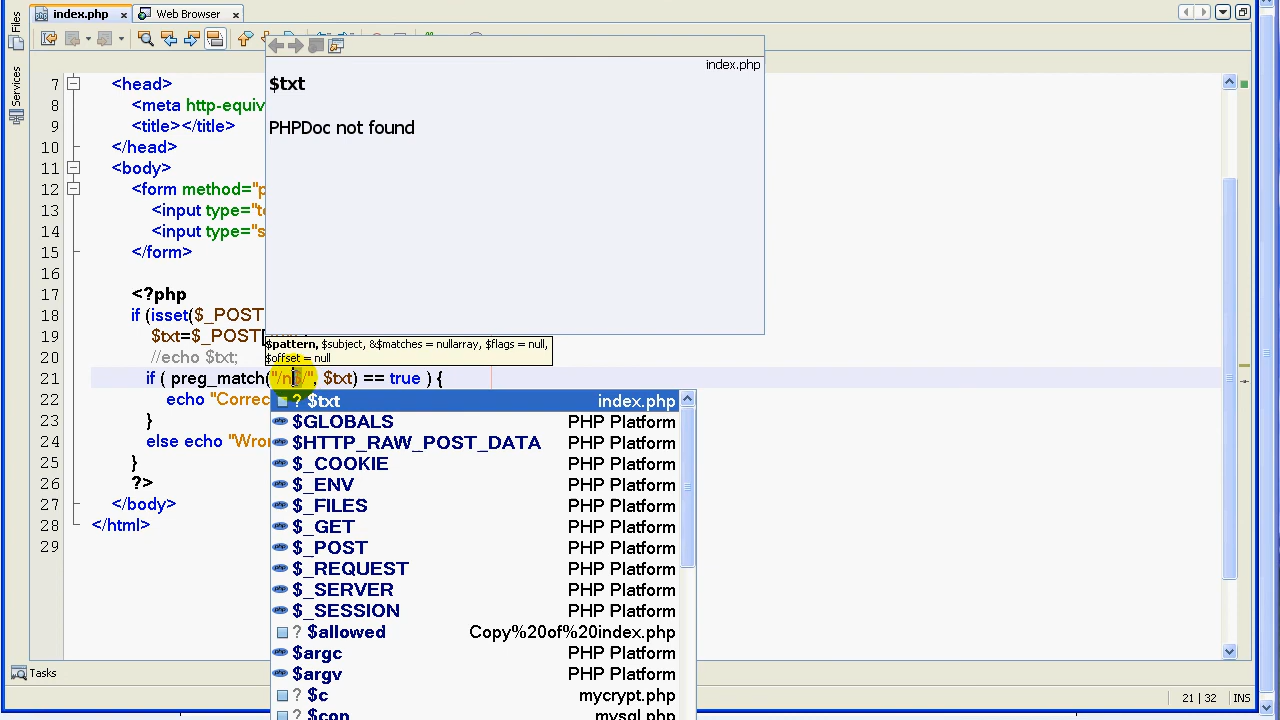 index.php
Web Browser
Files
Services
index.php
$txt
PHPDoc not found
7 <head>
8 <meta http-equiv
9 <title></title>
10 </head>
11 <body>
12 <form method="p
13 <input type="t
14 <input type="s
15 </form>
16
17 <?php
18 if (isset($_POST
19 $txt=$_POST[
20 //echo $txt;
$pattern, $subject, &$matches = nullarray, $flags = null,
$offset = null
21 if ( preg_match("/n$/", $txt) == true ) {
22 echo "Correc
23 }
24 else echo "Wro
25 }
26 ?>
27 </body>
28 </html>
29
? $txt index.php
$GLOBALS PHP Platform
$HTTP_RAW_POST_DATA PHP Platform
$_COOKIE PHP Platform
$_ENV PHP Platform
$_FILES PHP Platform
$_GET PHP Platform
$_POST PHP Platform
$_REQUEST PHP Platform
$_SERVER PHP Platform
$_SESSION PHP Platform
? $allowed Copy%20of%20index.php
$argc PHP Platform
$argv PHP Platform
? $c mycrypt.php
? $con mysql.php
Tasks
21 | 32 INS